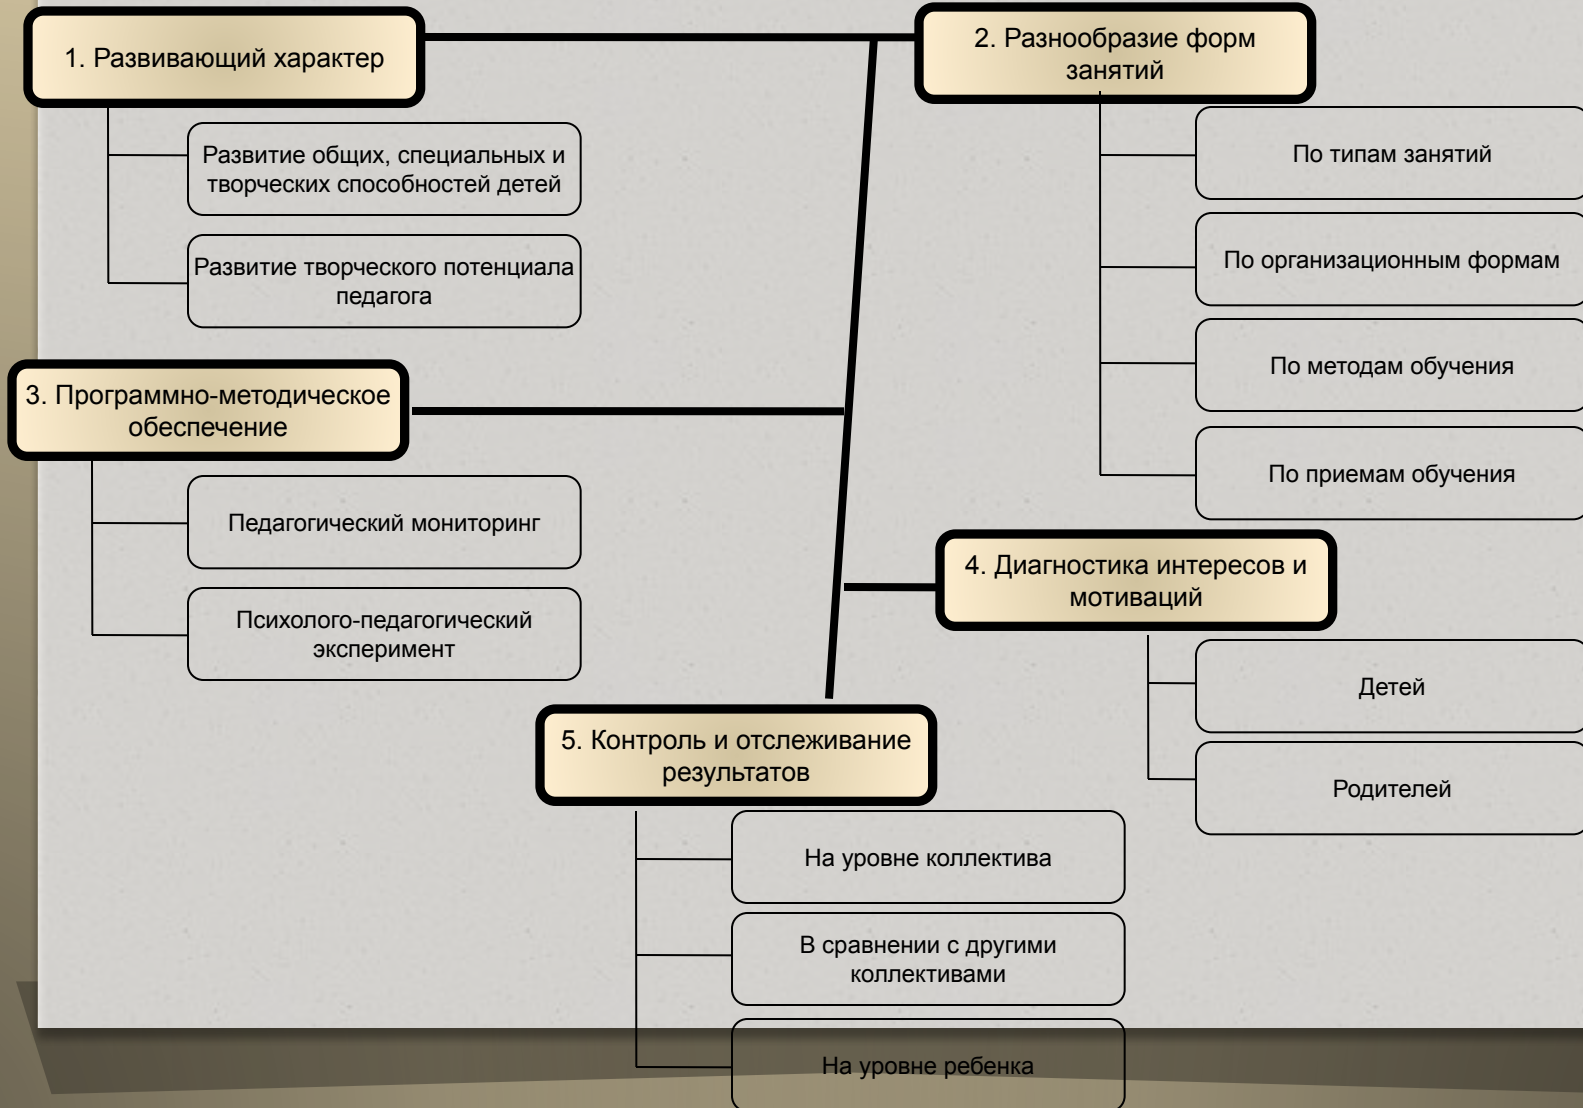 1. Развивающий характер
Развитие общих, специальных и
творческих способностей детей
Развитие творческого потенциала
педагога
2. Разнообразие форм
занятий
По типам занятий
По организационным формам
По методам обучения
По приемам обучения
3. Программно-методическое
обеспечение
Педагогический мониторинг
Психолого-педагогический
эксперимент
4. Диагностика интересов и
мотиваций
Детей
Родителей
5. Контроль и отслеживание
результатов
На уровне коллектива
В сравнении с другими
коллективами
На уровне ребенка